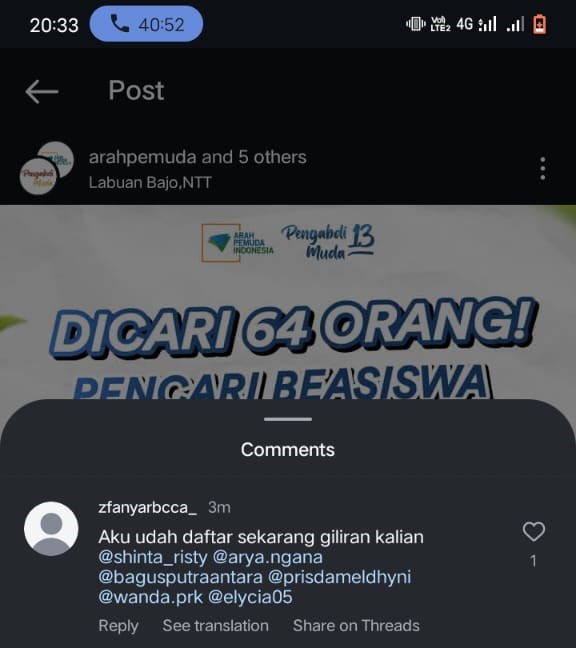 20:33
40:52
Vo))
LTE2
4G
Post
arahpemuda and 5 others
Labuan Bajo,NTT
ARAH
PEMUDA
INDONESIA
Pengabdi 13
Muda
Pengabdi
Muda
DICARI 64 ORANG!
PENCARI BEASISWA
Comments
zfanyarbcca_ 3m
Aku udah daftar sekarang giliran kalian
@shinta_risty @arya.ngana
@bagusputraantara @prisdameldhyni
@wanda.prk @elycia05
1
Reply See translation Share on Threads